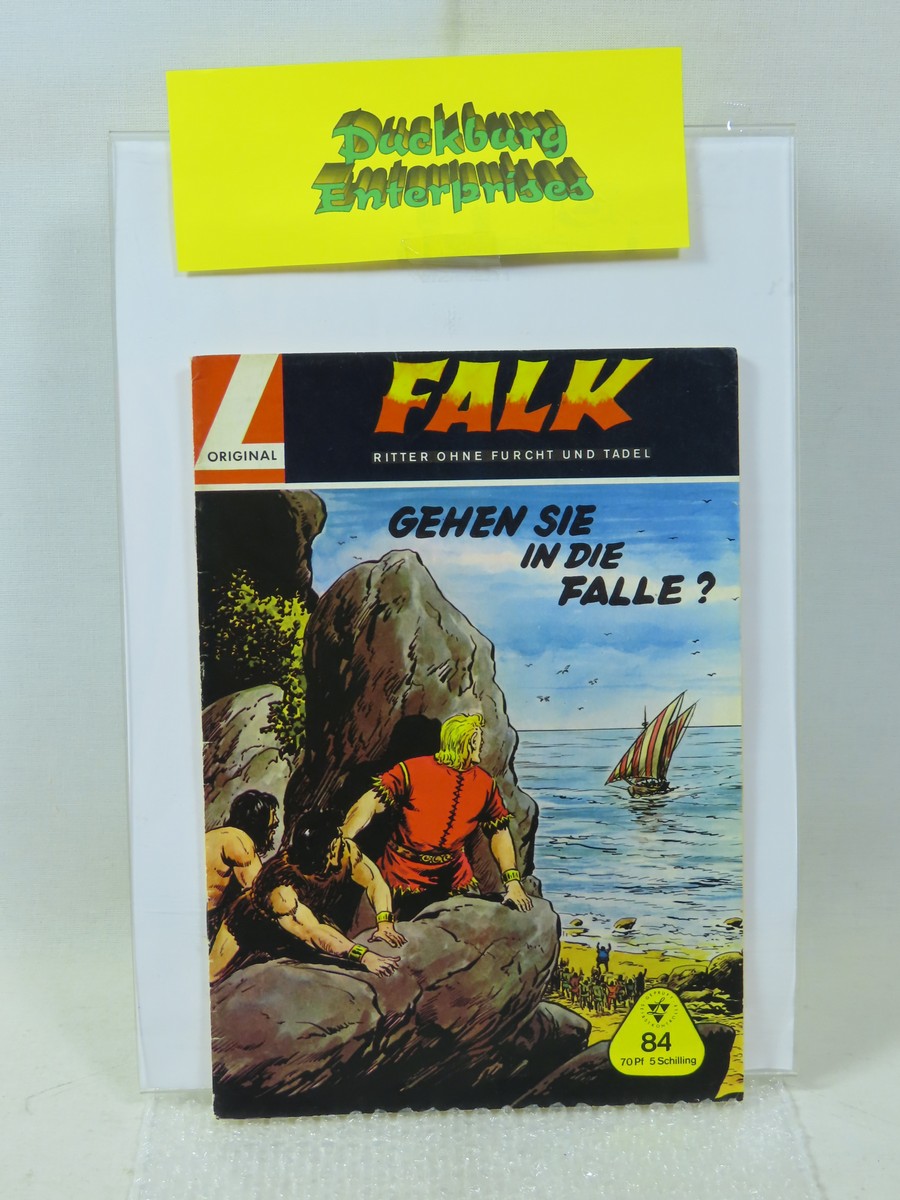 Duckburg
Enterprises
L
ORIGINAL
FALK
RITTER OHNE FURCHT UND TADEL
GEHEN SIE
IN DIE
FALLE ?
84
70 Pf 5 Schilling